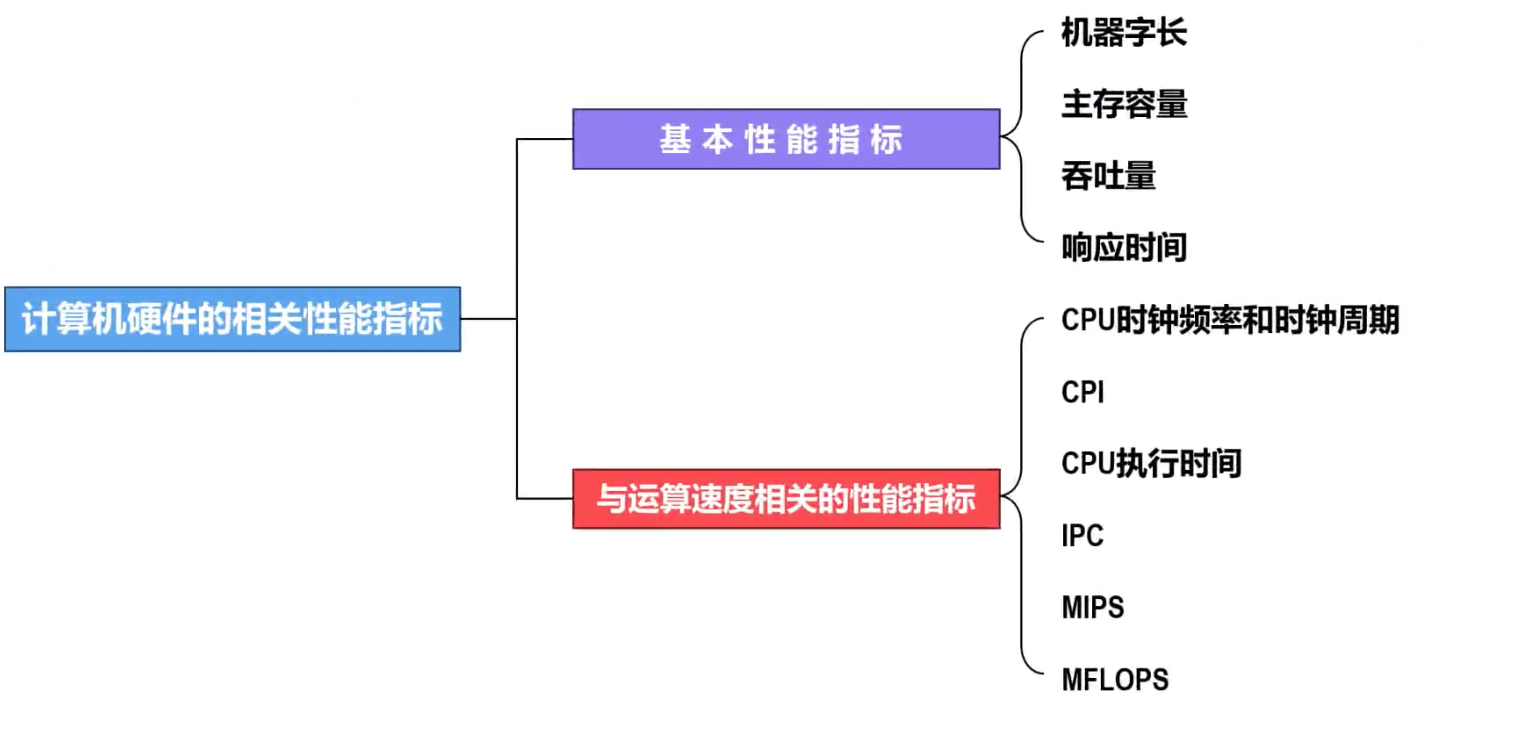 计算机硬件的相关性能指标
基本性能指标
机器字长
主存容量
吞吐量
响应时间
与运算速度相关的性能指标
CPU时钟频率和时钟周期
CPI
CPU执行时间
IPC
MIPS
MFLOPS